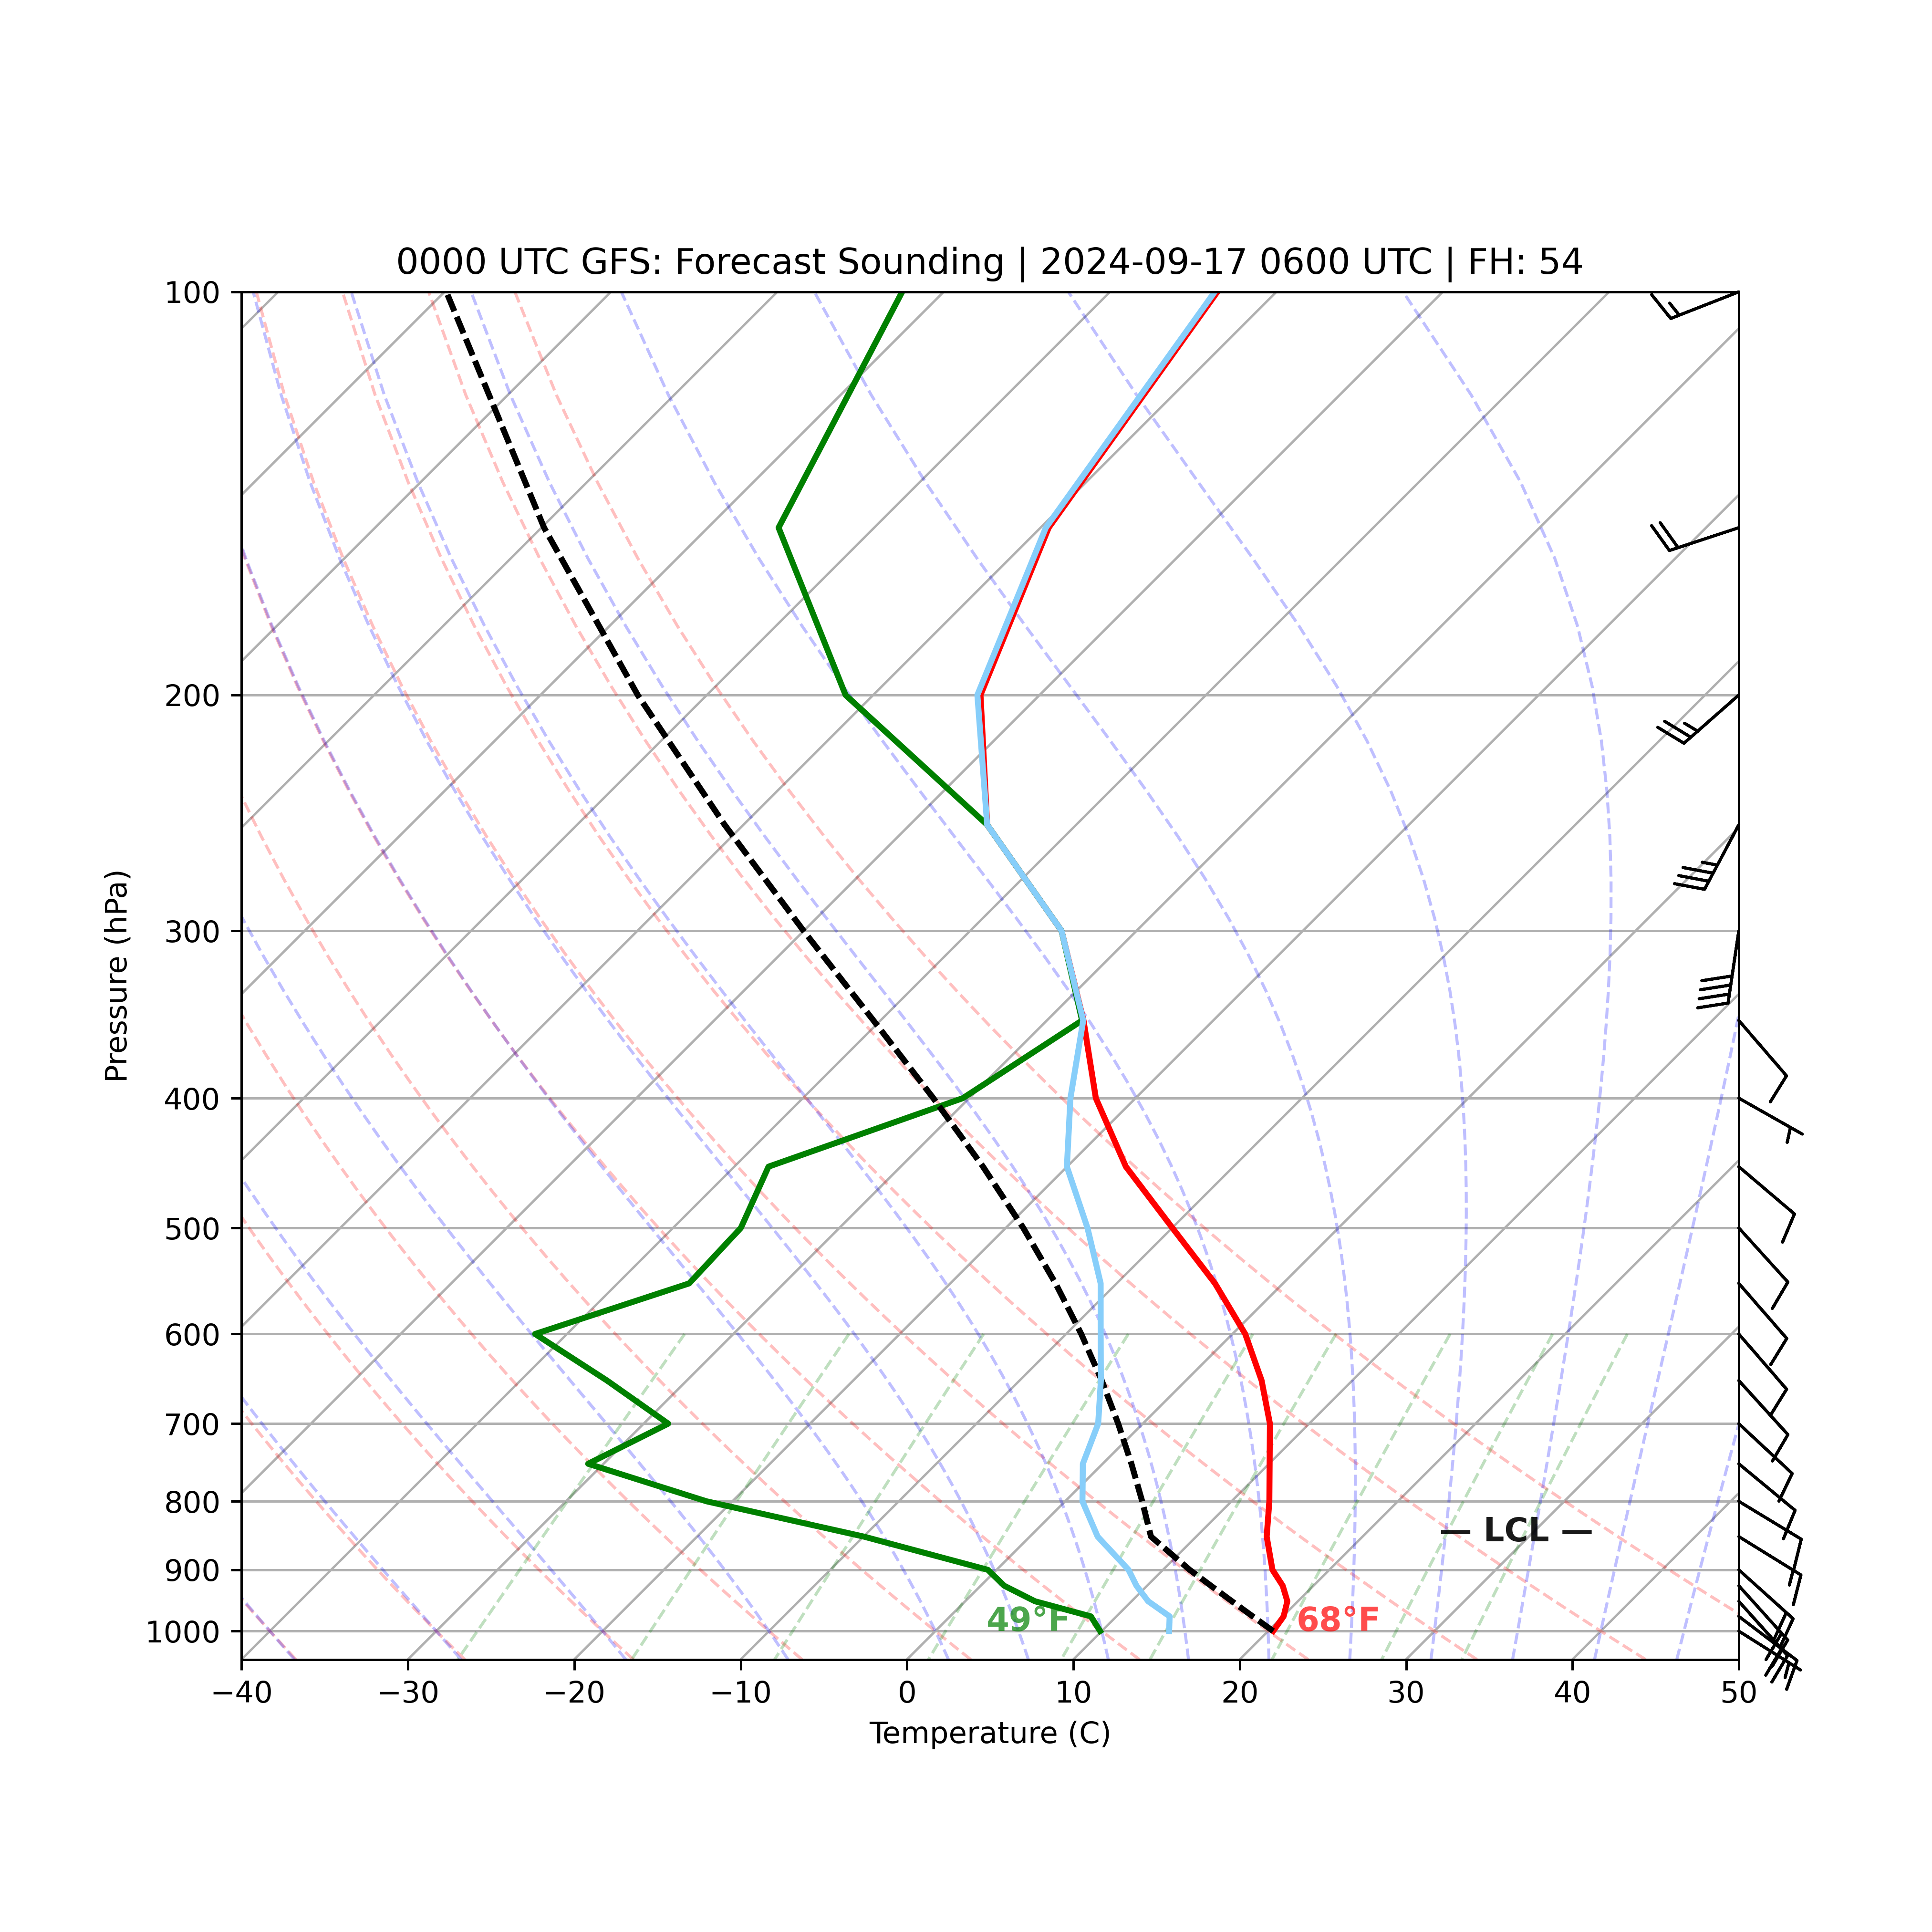 0000 UTC GFS: Forecast Sounding | 2024-09-17 0600 UTC | FH: 54
100
200
300
400
500
600
700
800
900
1000
Pressure (hPa)
— LCL —
49°F
68°F
−40 −30 −20 −10 0 10 20 30 40 50
Temperature (C)